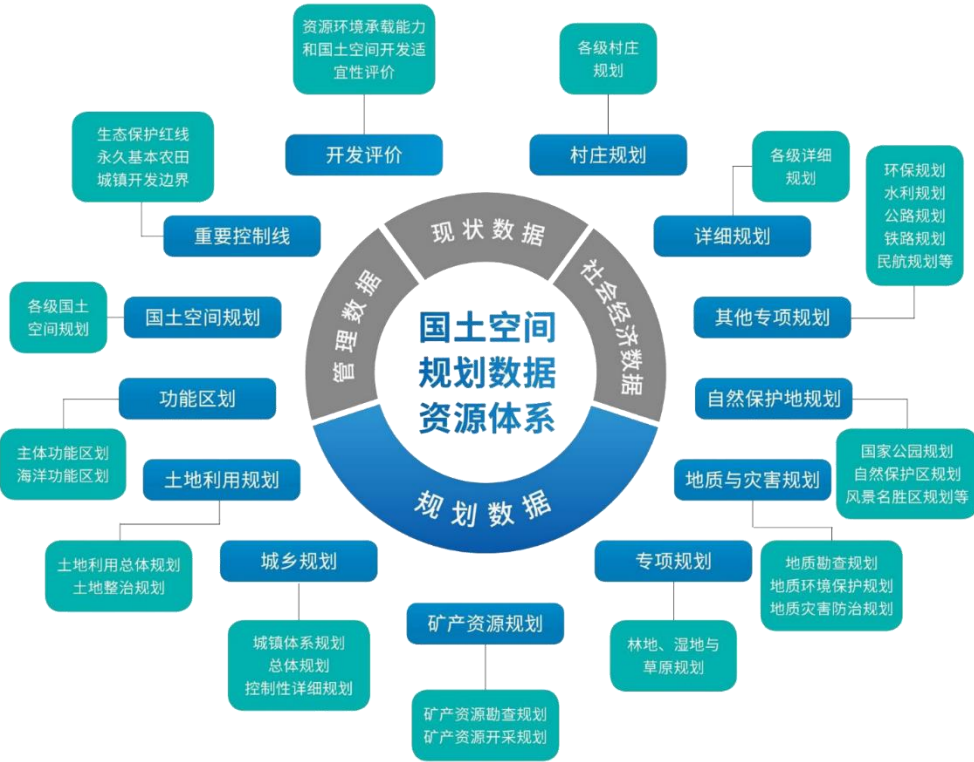 资源环境承载能力
和国土空间开发适
宜性评价
开发评价
各级村庄
规划
村庄规划
生态保护红线
永久基本农田
城镇开发边界
重要控制线
各级详细
规划
详细规划
环保规划
水利规划
公路规划
铁路规划
民航规划等
其他专项规划
各级国土
空间规划
国土空间规划
现状数据
管理数据
社会经济数据
规划数据
国土空间
规划数据
资源体系
功能区划
主体功能区划
海洋功能区划
自然保护地规划
国家公园规划
自然保护区规划
风景名胜区规划等
土地利用规划
土地利用总体规划
土地整治规划
地质与灾害规划
地质勘查规划
地质环境保护规划
地质灾害防治规划
城乡规划
城镇体系规划
总体规划
控制性详细规划
专项规划
林地、湿地与
草原规划
矿产资源规划
矿产资源勘查规划
矿产资源开采规划